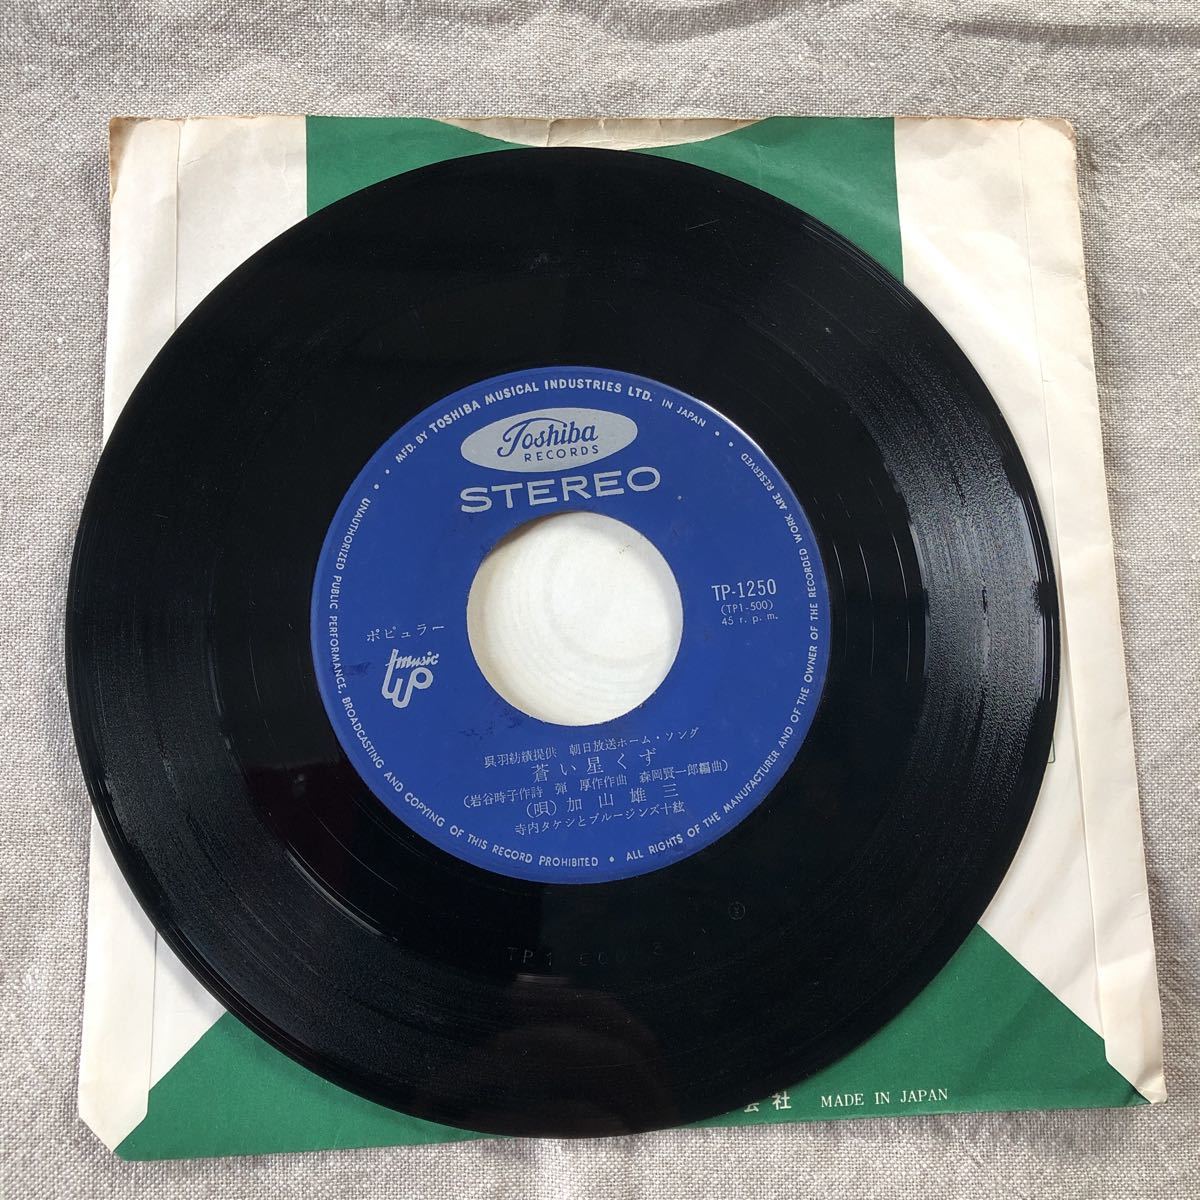 MFD. BY TOSHIBA MUSICAL INDUSTRIES LTD. IN JAPAN
Toshiba
RECORDS
STEREO
TP-1250
(TP1-500)
45 r. p. m.
ポピュラー
music
UP
呉羽紡績提供 朝日放送ホーム・ソング
蒼い星くず
(岩谷時子作詩 弾 厚作作曲 森岡賢一郎編曲)
(唄) 加山雄三
寺内タケシとブルージンズ十絃
UNAUTHORIZED PUBLIC PERFORMANCE, BROADCASTING AND COPYING OF THIS RECORD PROHIBITED • ALL RIGHTS OF THE MANUFACTURER AND OF THE OWNER OF THE RECORDED WORK ARE RESERVED
会社 MADE IN JAPAN